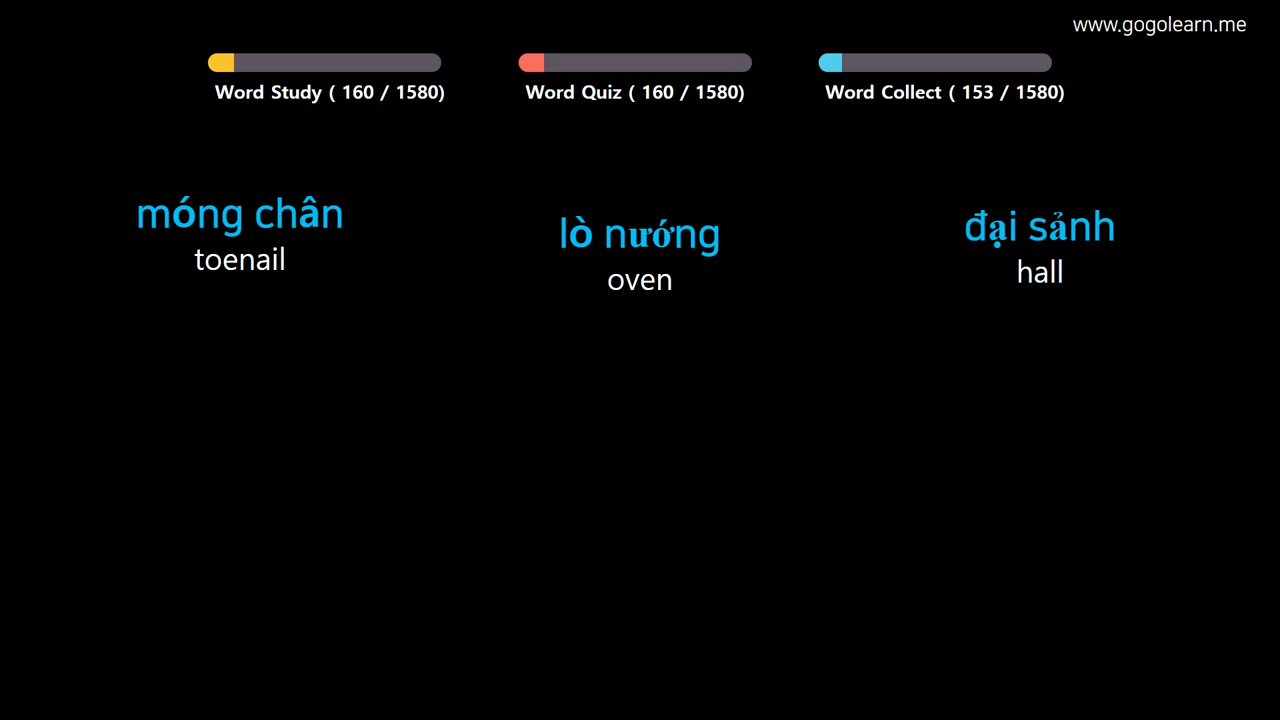 www.gogolearn.me
Word Study ( 160 / 1580)
Word Quiz ( 160 / 1580)
Word Collect ( 153 / 1580)
móng chân
toenail
lò nướng
oven
đại sảnh
hall